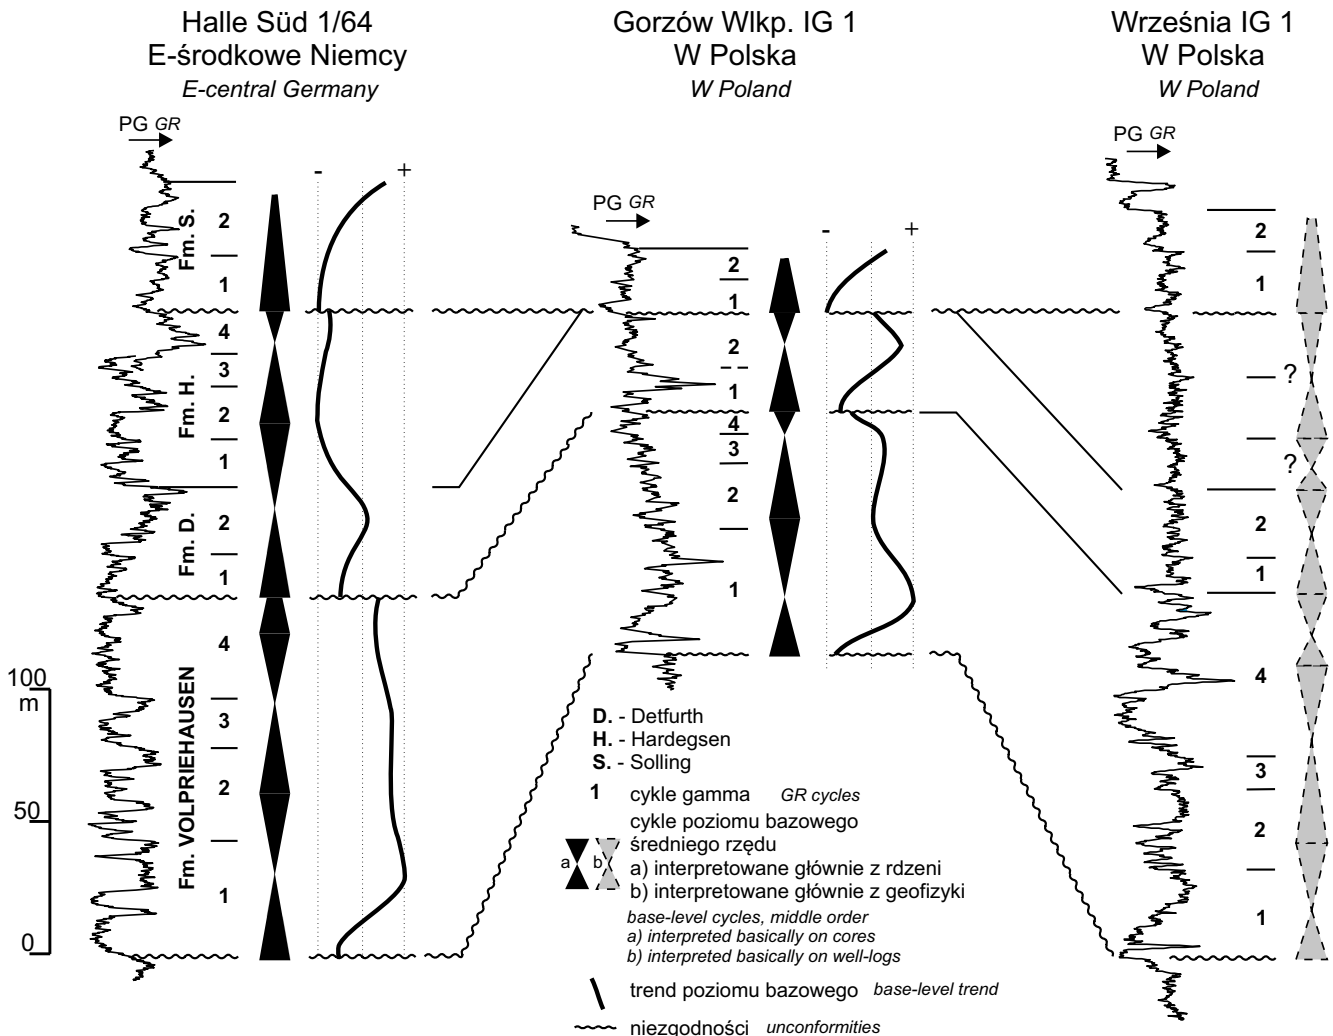 Halle Süd 1/64
E-środkowe Niemcy
E-central Germany
PG GR
- +
Fm. S.
2
1
Fm. H.
4
3
2
1
Fm. D.
2
1
Fm. VOLPRIEHAUSEN
4
3
2
1
100
m
50
0
Gorzów Wlkp. IG 1
W Polska
W Poland
PG GR
- +
2
1
2
1
4
3
2
1
Września IG 1
W Polska
W Poland
PG GR
2
1
?
?
2
1
4
3
2
1
D. - Detfurth
H. - Hardegsen
S. - Solling
1 cykle gamma GR cycles
cykle poziomu bazowego
średniego rzędu
a b
a) interpretowane głównie z rdzeni
b) interpretowane głównie z geofizyki
base-level cycles, middle order
a) interpreted basically on cores
b) interpreted basically on well-logs
trend poziomu bazowego base-level trend
niezgodności unconformities